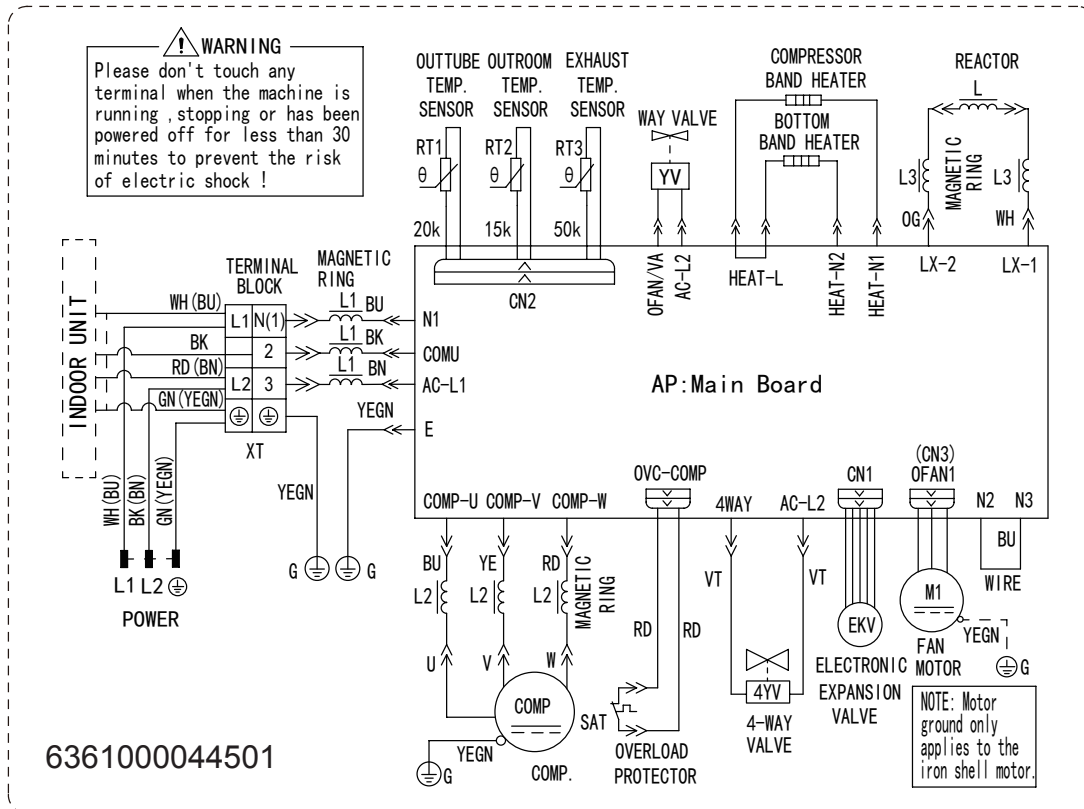 WARNING
Please don't touch any
terminal when the machine is
running ,stopping or has been
powered off for less than 30
minutes to prevent the risk
of electric shock !
OUTTUBE OUTROOM EXHAUST
TEMP. TEMP. TEMP.
SENSOR SENSOR SENSOR
RT1 RT2 RT3
θ θ θ
20k 15k 50k
CN2
WAY VALVE
YV
OFAN/VA
AC-L2
COMPRESSOR
BAND HEATER
BOTTOM
BAND HEATER
HEAT-L
HEAT-N2
HEAT-N1
REACTOR
L
L3 MAGNETIC RING L3
OG WH
LX-2 LX-1
INDOOR UNIT
TERMINAL
BLOCK
MAGNETIC
RING
WH(BU) L1 N(1) L1 BU N1
BK 2 L1 BK COMU
RD(BN) L2 3 L1 BN AC-L1
GN(YEGN)
XT
YEGN E
YEGN
G G
WH(BU)
BK(BN)
GN(YEGN)
L1 L2
POWER
AP:Main Board
COMP-U COMP-V COMP-W
BU YE RD
L2 L2 L2 MAGNETIC RING
U V W
COMP
YEGN
G
COMP.
OVC-COMP
RD RD
SAT
OVERLOAD
PROTECTOR
4WAY AC-L2
VT VT
4YV
4-WAY
VALVE
CN1
EKV
ELECTRONIC
EXPANSION
VALVE
(CN3)
OFAN1
M1
YEGN
G
FAN
MOTOR
N2 N3
BU
WIRE
NOTE: Motor
ground only
applies to the
iron shell motor.
6361000044501